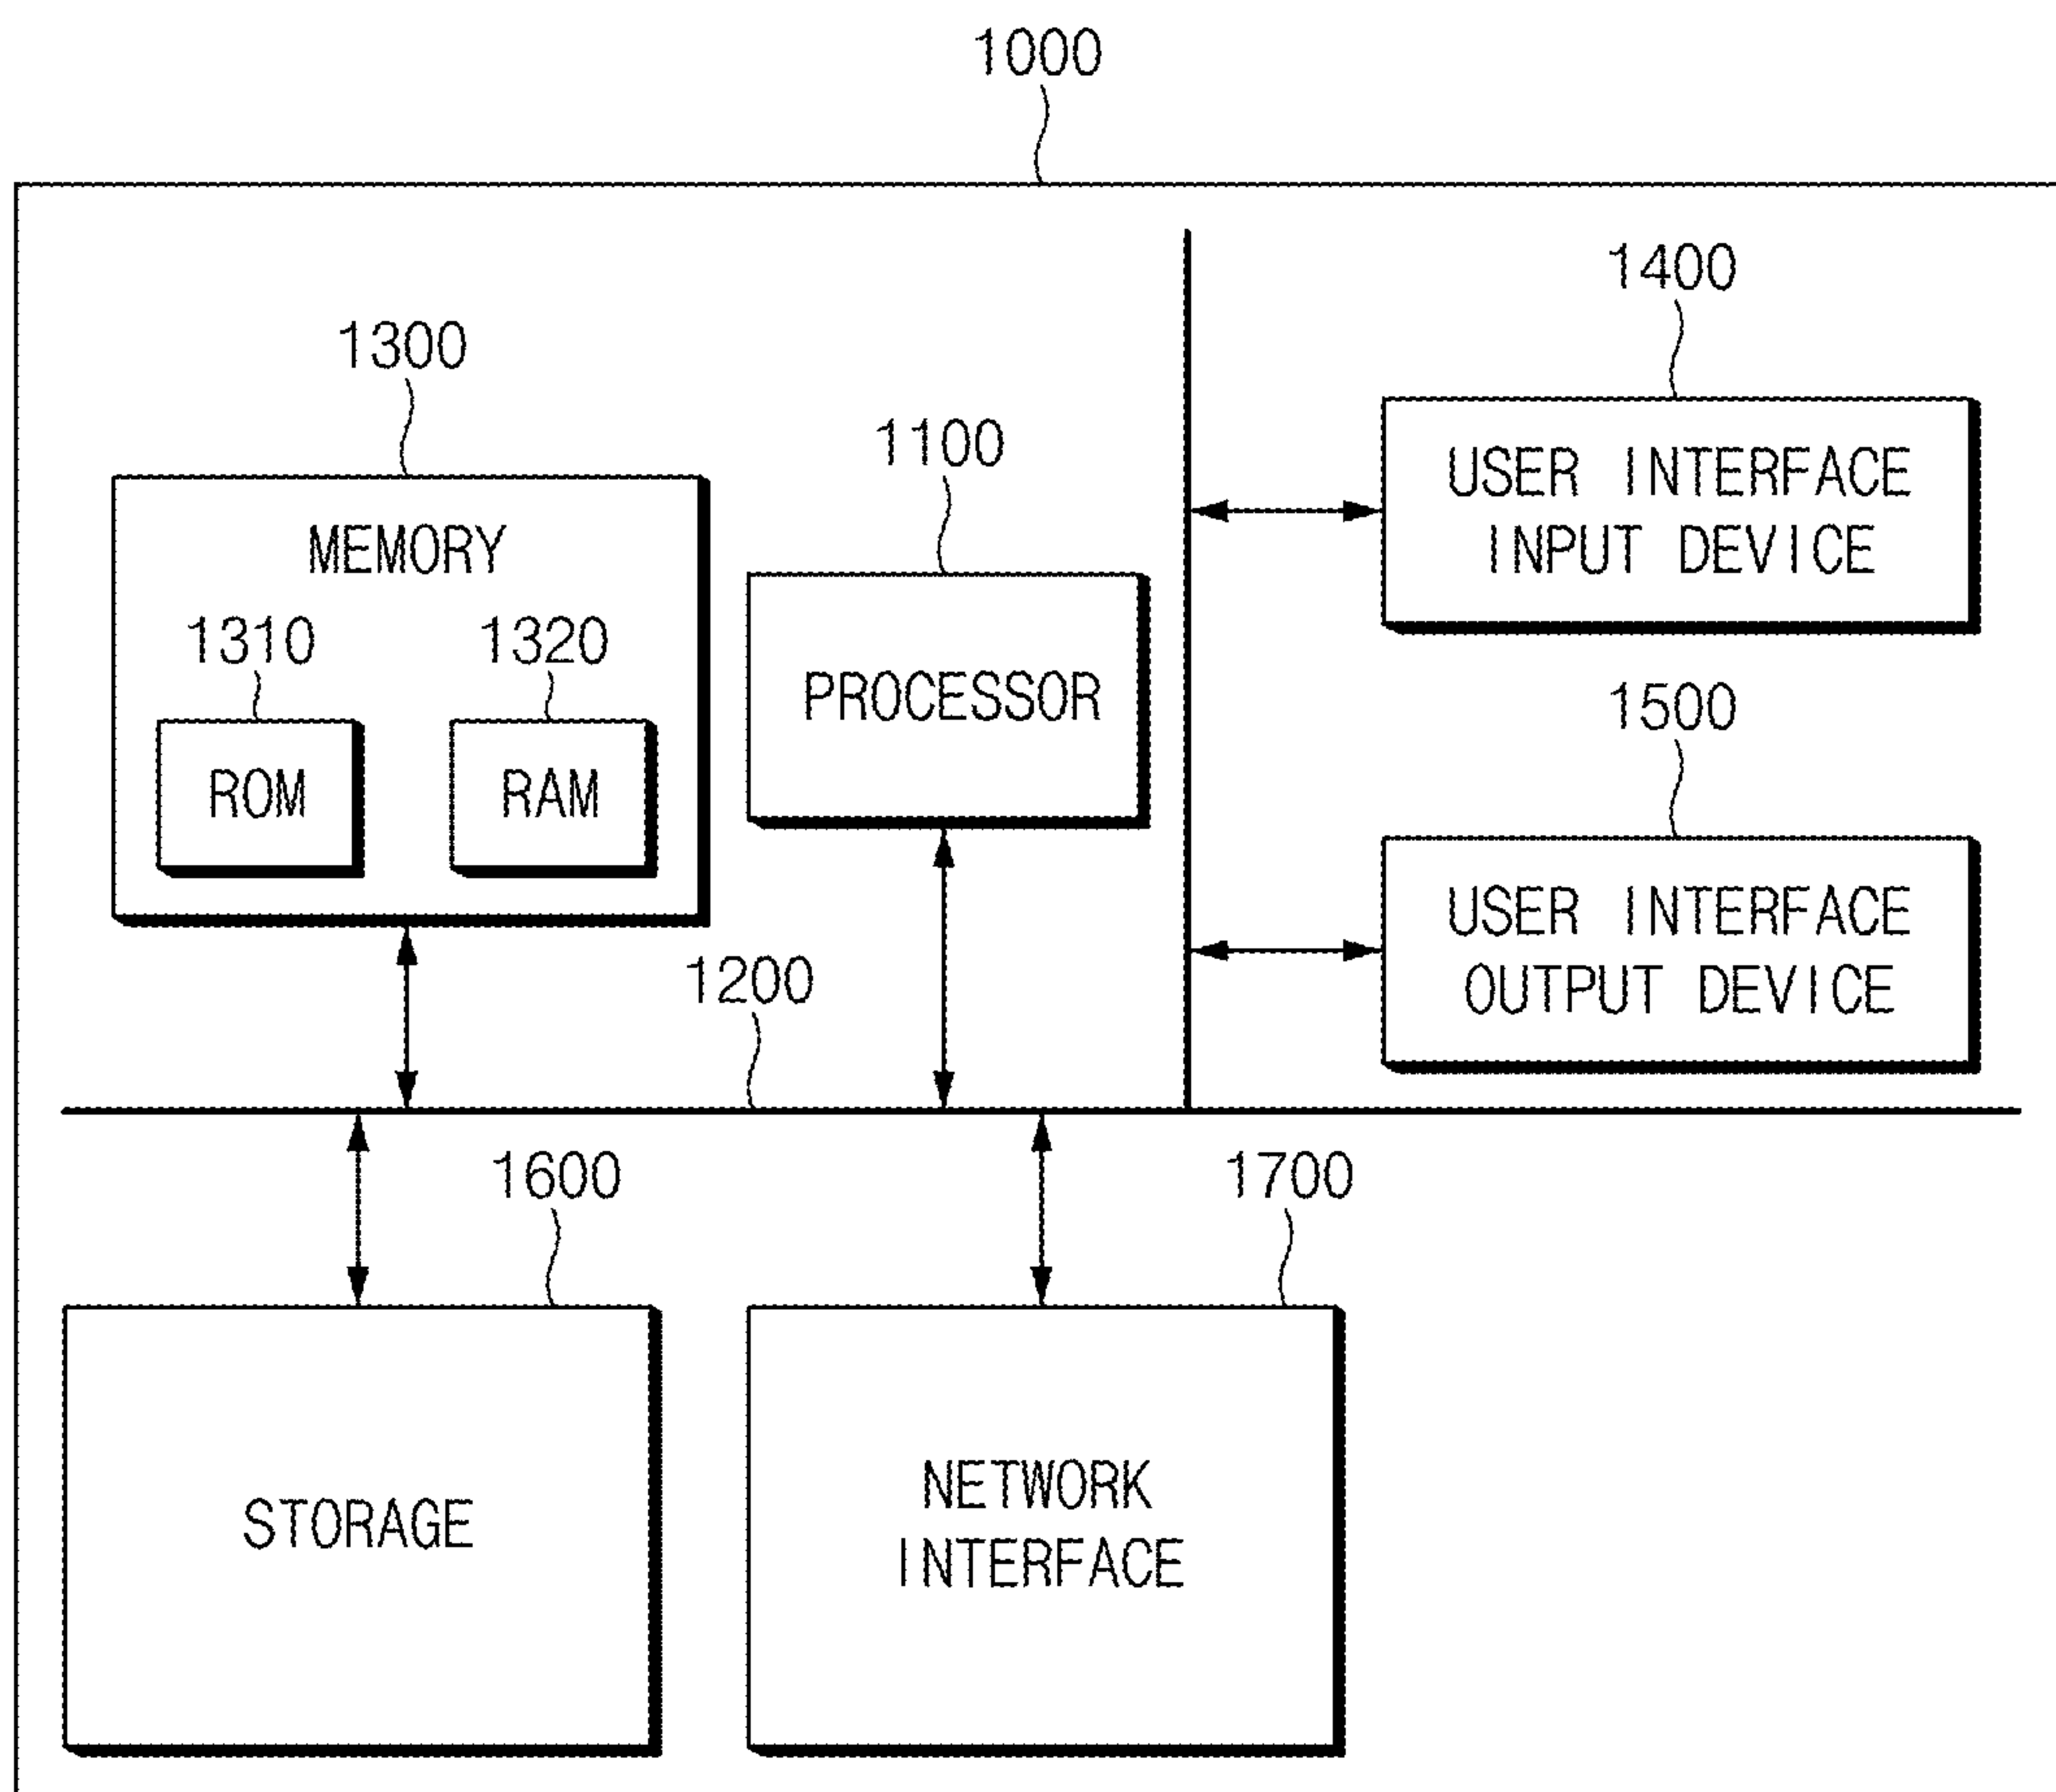 1000
1400
1300
1100
USER INTERFACE
INPUT DEVICE
MEMORY
1310
1320
PROCESSOR
ROM
RAM
1500
USER INTERFACE
OUTPUT DEVICE
1200
1600
1700
STORAGE
NETWORK
INTERFACE